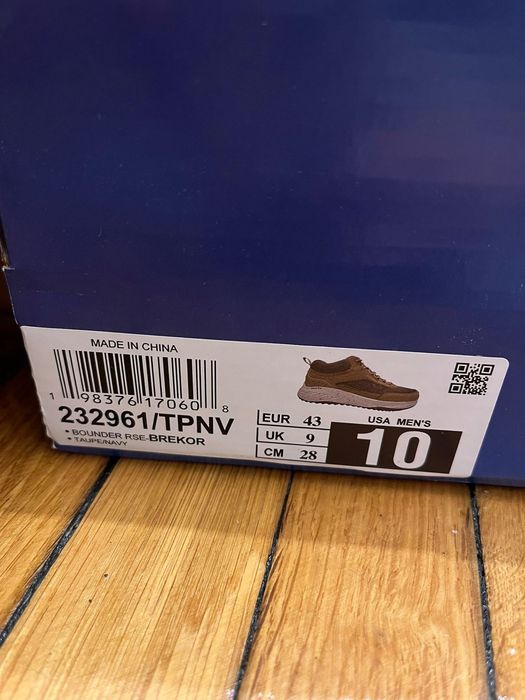 MADE IN CHINA
1 98376 17060 8
232961/TPNV
• BOUNDER RSE-BREKOR
• TAUPE/NAVY
EUR 43
UK 9
CM 28
USA MEN'S
10